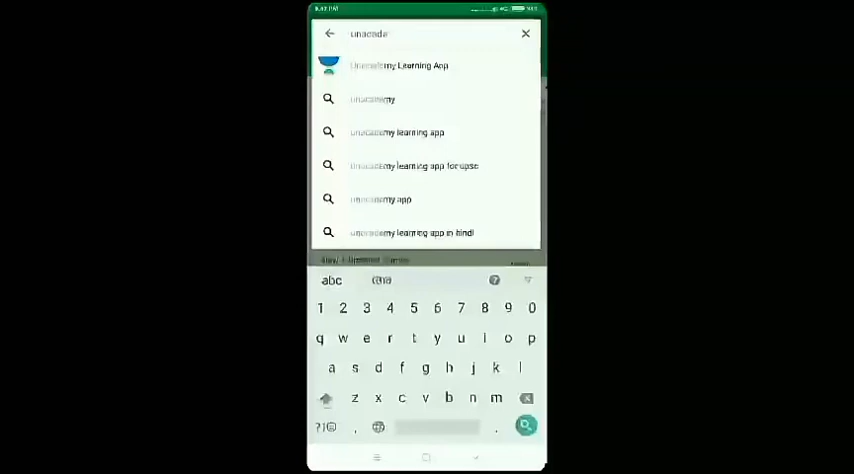 unacada
Unacademy Learning App
unacademy
unacademy learning app
unacademy learning app for upsc
unacademy app
unacademy learning app in hindi
abc
1 2 3 4 5 6 7 8 9 0
q w e r t y u i o p
a s d f g h j k l
z x c v b n m